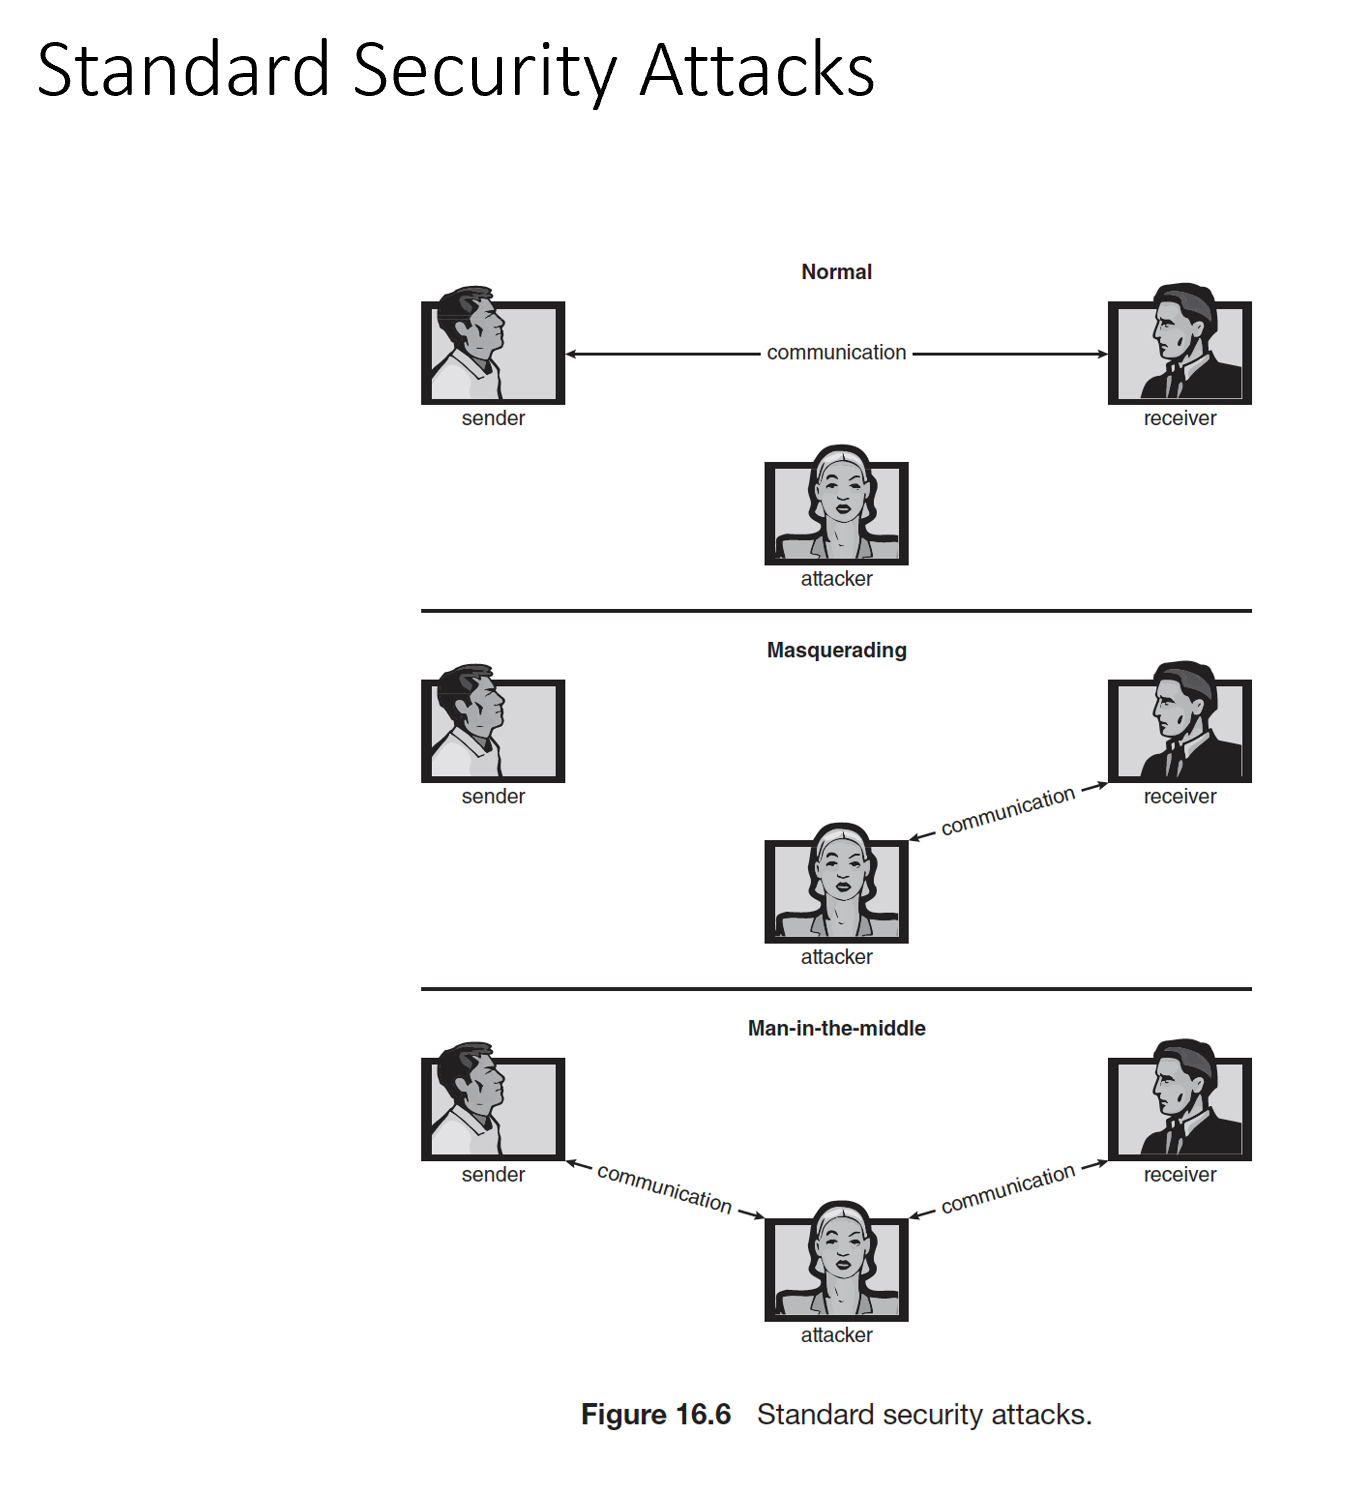 Standard Security Attacks
Normal
communication
sender
receiver
attacker
Masquerading
sender
communication
receiver
attacker
Man-in-the-middle
sender
communication
communication
receiver
attacker
Figure 16.6 Standard security attacks.